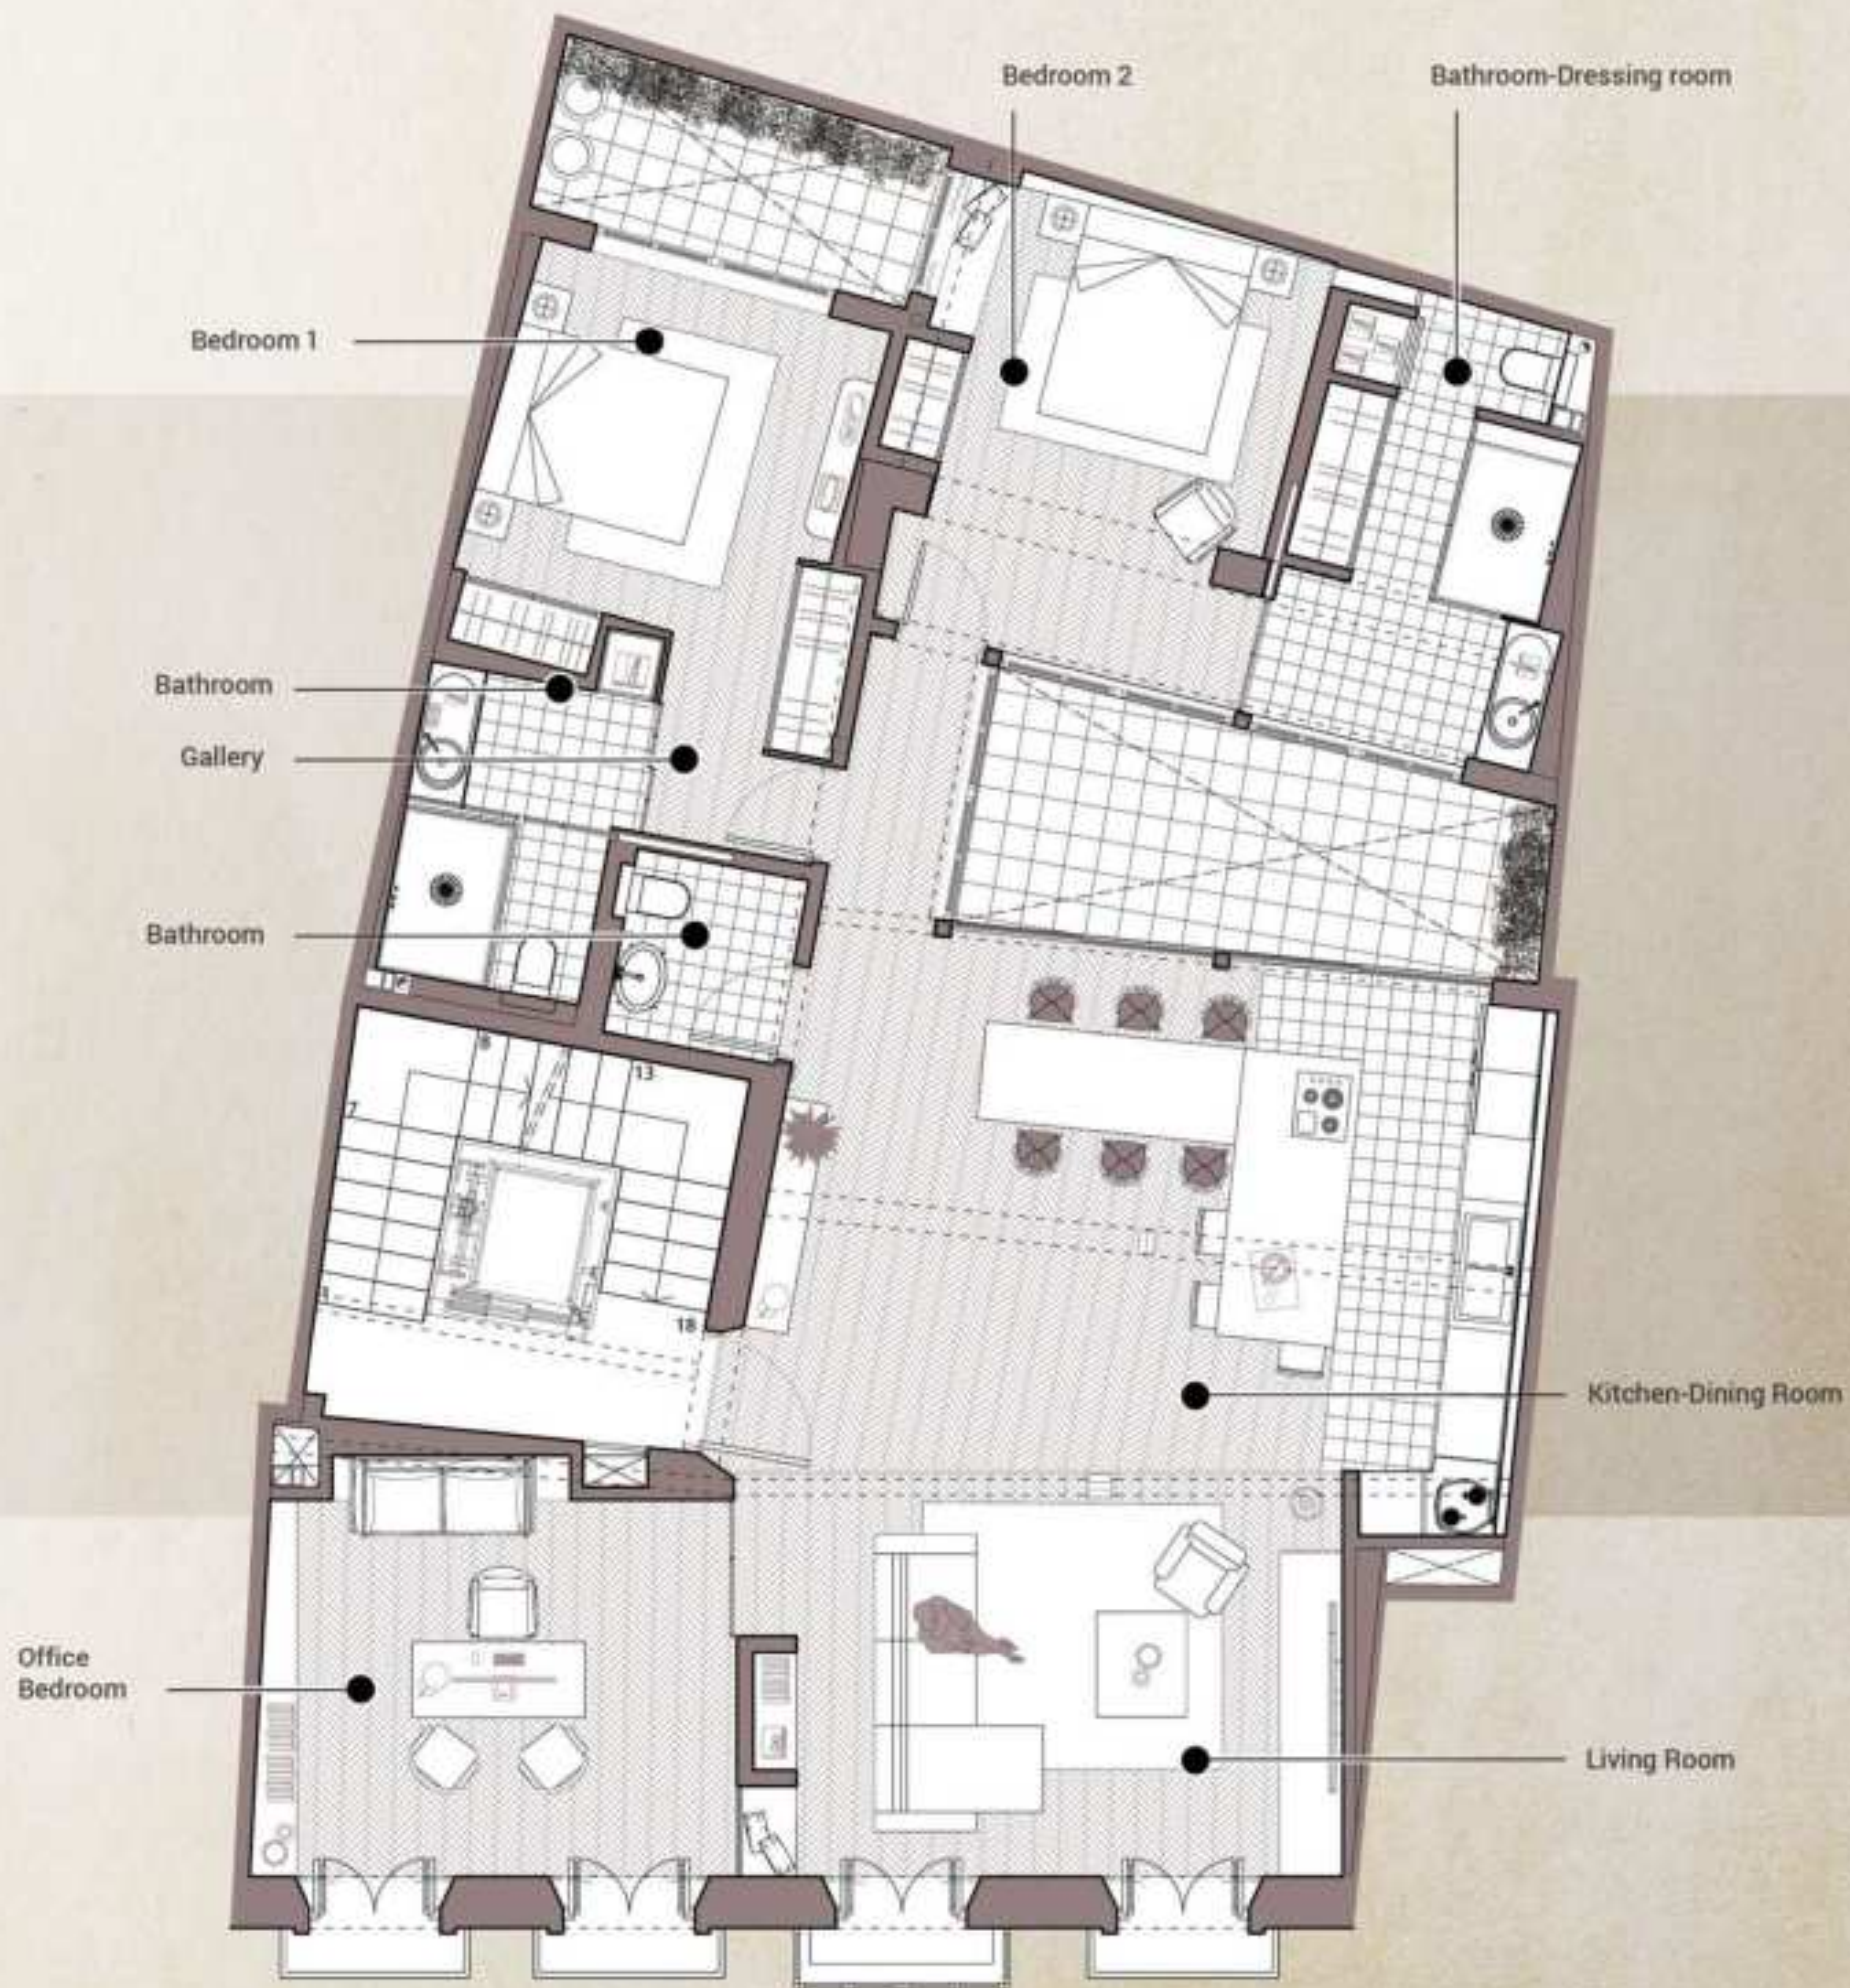 Bedroom 2
Bathroom-Dressing room
Bedroom 1
Bathroom
Gallery
Bathroom
13
7
18
Kitchen-Dining Room
Office
Bedroom
Living Room